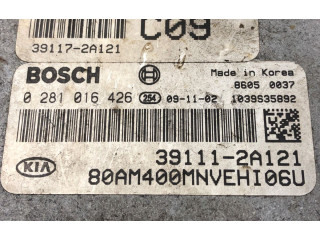 C09
39117-2A121
BOSCH
Made in Korea
8605 0037
0 281 016 426 254 09-11-02 1039S35892
39111-2A121
KIA
80AM400MNVEHI06U